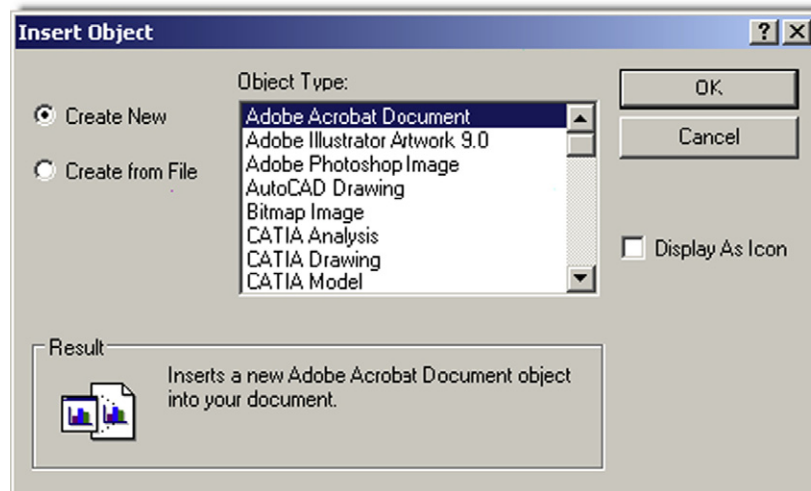 Insert Object
Object Type:
Create New
Create from File
Adobe Acrobat Document
Adobe Illustrator Artwork 9.0
Adobe Photoshop Image
AutoCAD Drawing
Bitmap Image
CATIA Analysis
CATIA Drawing
CATIA Model
OK
Cancel
Display As Icon
Result
Inserts a new Adobe Acrobat Document object
into your document.